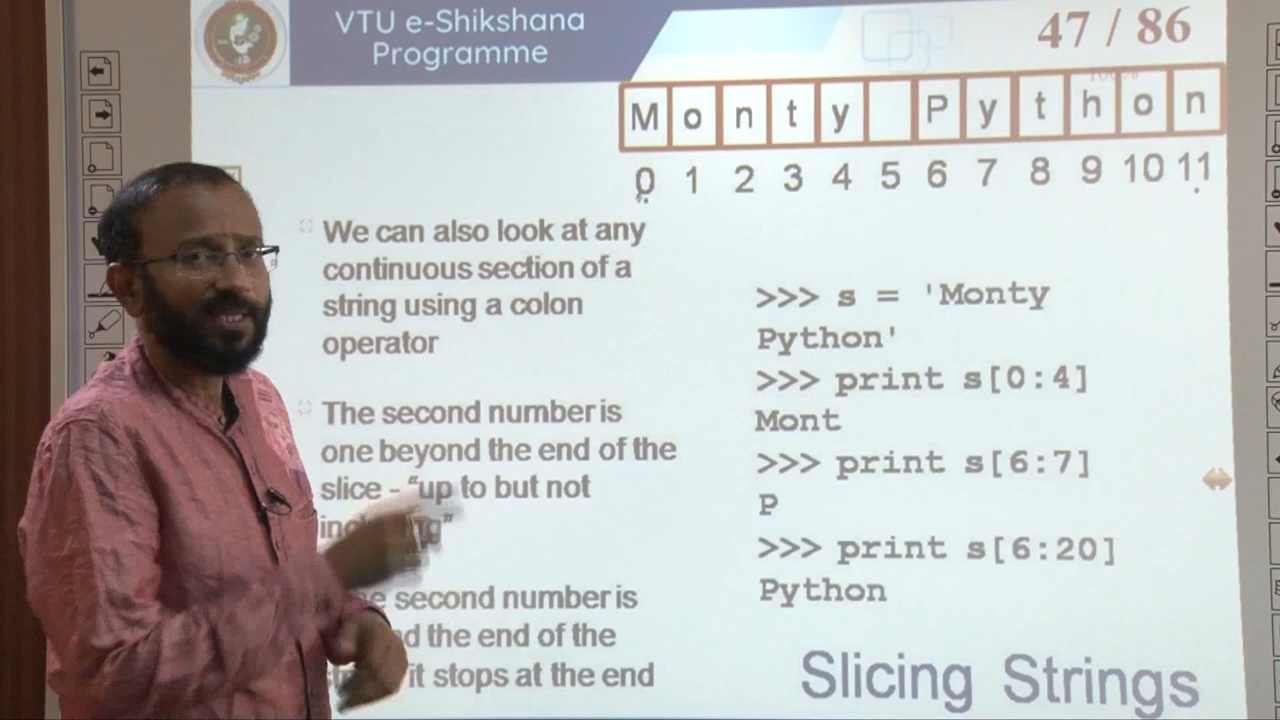 VTU e-Shikshana
Programme
47 / 86
M o n t y P y t h o n
0 1 2 3 4 5 6 7 8 9 10 11
We can also look at any
continuous section of a
string using a colon
operator
The second number is
one beyond the end of the
slice - “up to but not
>>> s = 'Monty
Python'
>>> print s[0:4]
Mont
>>> print s[6:7]
P
>>> print s[6:20]
Python
second number is
the end of the
it stops at the end
Slicing Strings